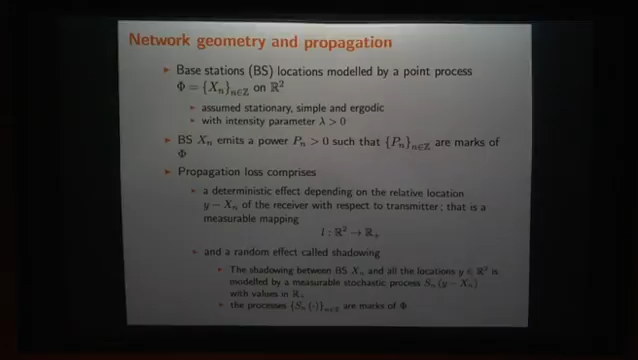 Network geometry and propagation
Base stations (BS) locations modelled by a point process
Φ = {Xₙ}ₙ∈ℤ on ℝ²
assumed stationary, simple and ergodic
with intensity parameter λ > 0
BS Xₙ emits a power Pₙ > 0 such that {Pₙ}ₙ∈ℤ are marks of
Φ
Propagation loss comprises
a deterministic effect depending on the relative location
y − Xₙ of the receiver with respect to transmitter; that is a
measurable mapping
l : ℝ² → ℝ₊
and a random effect called shadowing
The shadowing between BS Xₙ and all the locations y ∈ ℝ² is
modelled by a measurable stochastic process Sₙ (y − Xₙ)
with values in ℝ₊
the processes {Sₙ (·)}ₙ∈ℤ are marks of Φ